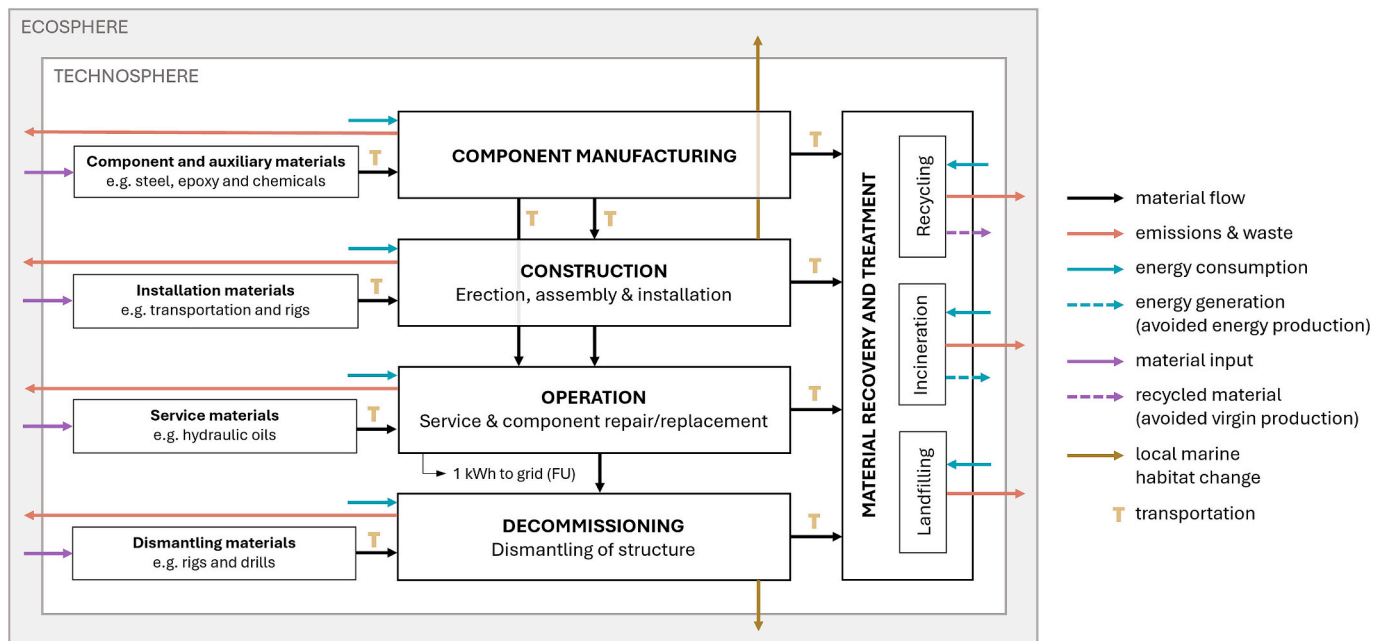 ECOSPHERE
TECHNOSPHERE
Component and auxiliary materials
e.g. steel, epoxy and chemicals
T
COMPONENT MANUFACTURING
T
T
T
Installation materials
e.g. transportation and rigs
T
CONSTRUCTION
Erection, assembly & installation
T
Service materials
e.g. hydraulic oils
T
OPERATION
Service & component repair/replacement
T
1 kWh to grid (FU)
Dismantling materials
e.g. rigs and drills
T
DECOMMISSIONING
Dismantling of structure
T
MATERIAL RECOVERY AND TREATMENT
Recycling
Incineration
Landfilling
material flow
emissions & waste
energy consumption
energy generation
(avoided energy production)
material input
recycled material
(avoided virgin production)
local marine
habitat change
T transportation